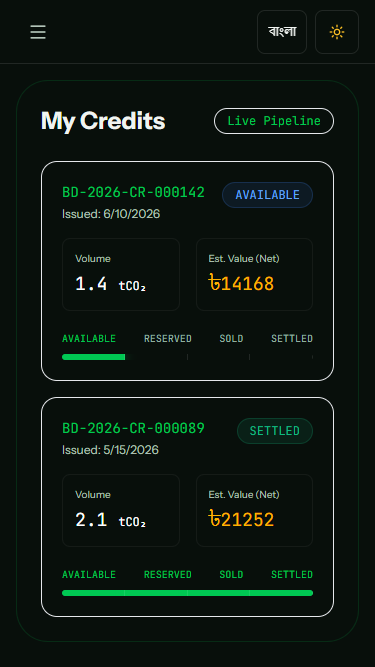 বাংলা
My Credits
Live Pipeline
BD-2026-CR-000142
AVAILABLE
Issued: 6/10/2026
Volume
Est. Value (Net)
1.4 tCO₂
৳14168
AVAILABLE RESERVED SOLD SETTLED
BD-2026-CR-000089
SETTLED
Issued: 5/15/2026
Volume
Est. Value (Net)
2.1 tCO₂
৳21252
AVAILABLE RESERVED SOLD SETTLED